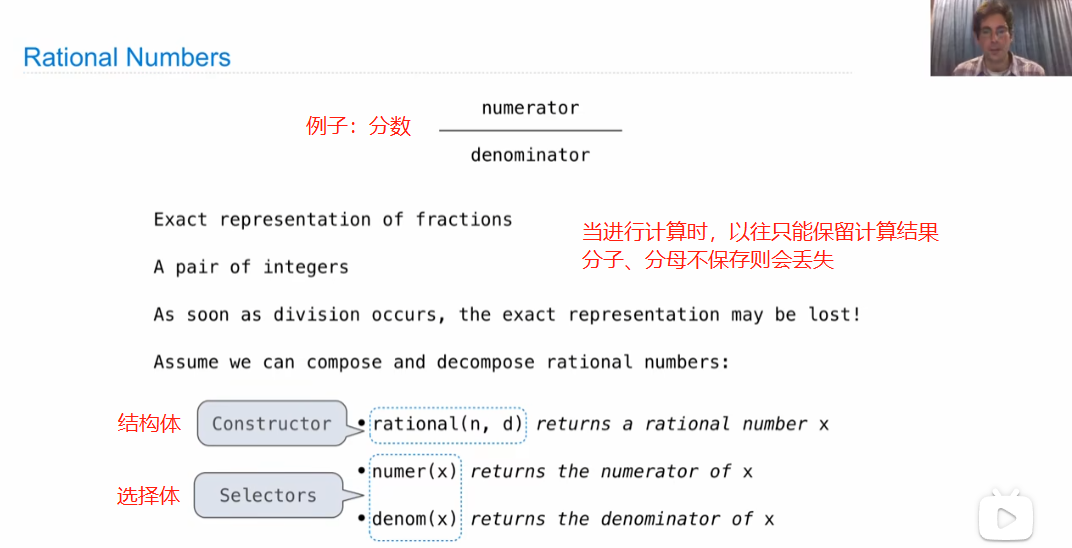 Rational Numbers
例子：分数
numerator
denominator
Exact representation of fractions
当进行计算时，以往只能保留计算结果
分子、分母不保存则会丢失
A pair of integers
As soon as division occurs, the exact representation may be lost!
Assume we can compose and decompose rational numbers:
结构体 Constructor • rational(n, d) returns a rational number x
• numer(x) returns the numerator of x
选择体 Selectors
• denom(x) returns the denominator of x